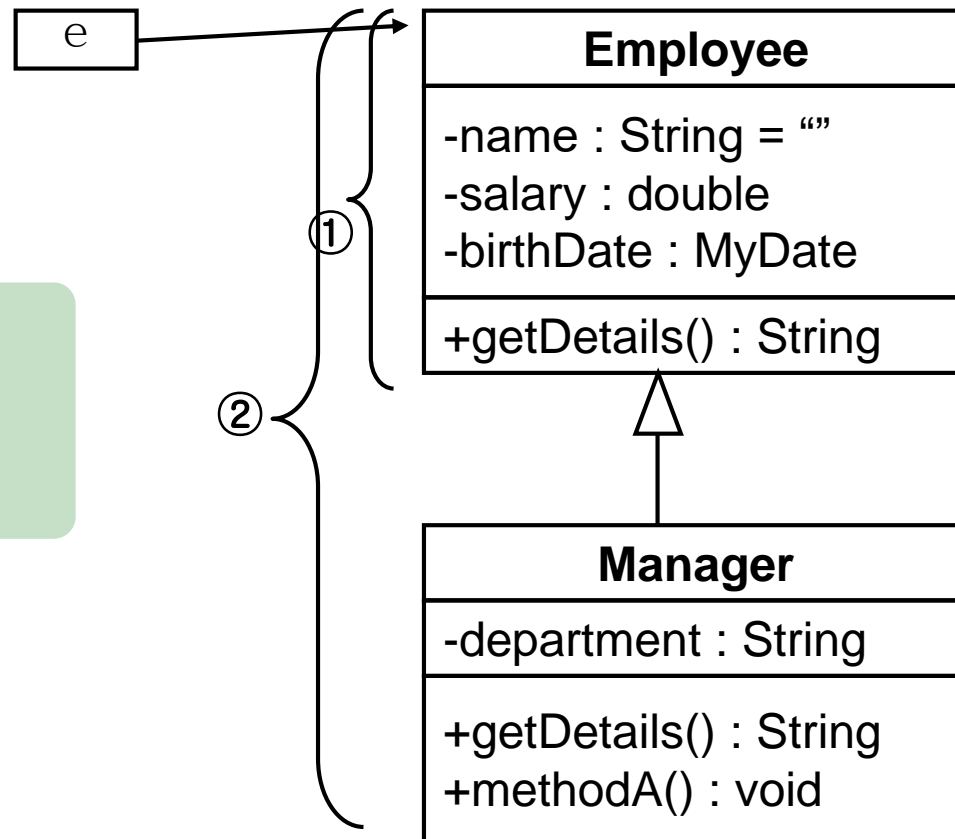 e
Employee
-name : String = “”
-salary : double
-birthDate : MyDate
①
+getDetails() : String
②
Manager
-department : String
+getDetails() : String
+methodA() : void